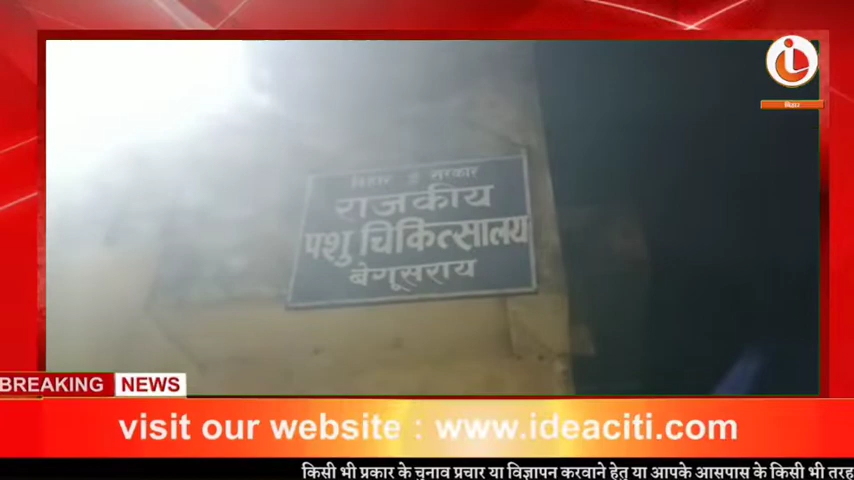 बिहार
बिहार सरकार
राजकीय
पशु चिकित्सालय
बेगूसराय
BREAKING NEWS
visit our website : www.ideaciti.com
किसी भी प्रकार के चुनाव प्रचार या विज्ञापन करवाने हेतु या आपके आसपास के किसी भी तरह